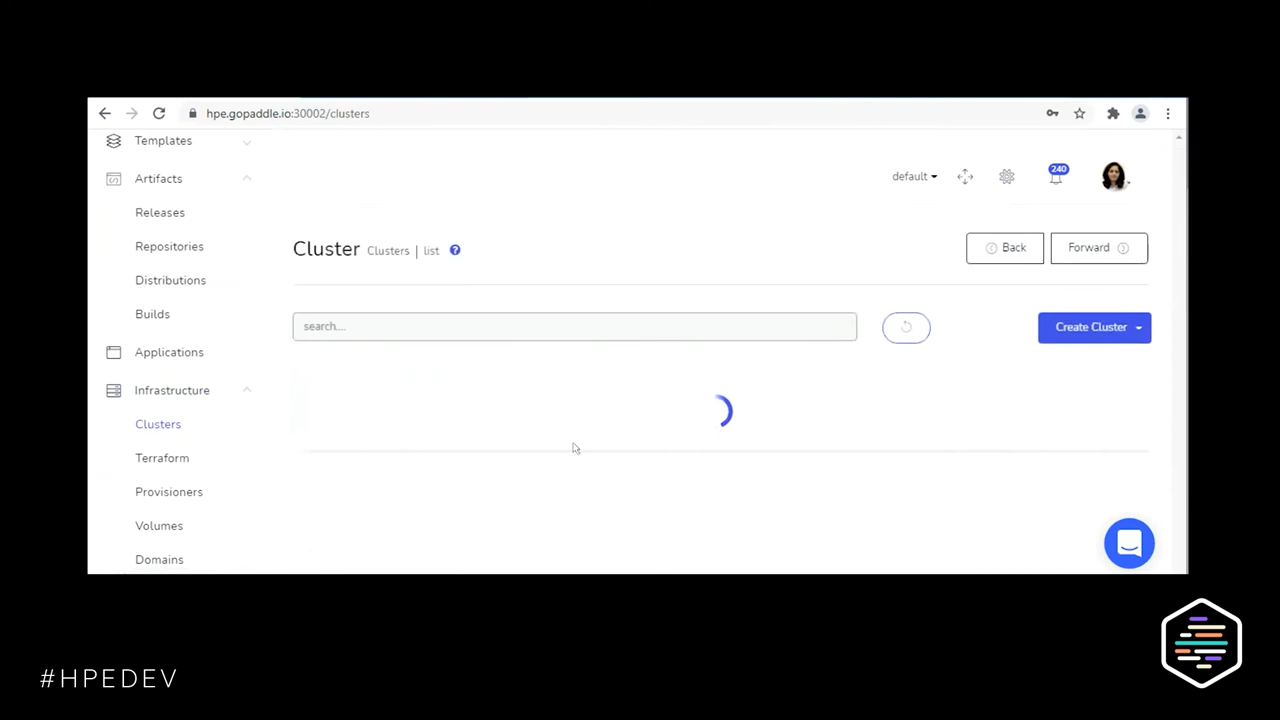 hpe.gopaddle.io:30002/clusters
Templates
Artifacts
Releases
Repositories
Distributions
Builds
Applications
Infrastructure
Clusters
Terraform
Provisioners
Volumes
Domains
default
240
Cluster Clusters | list ?
Back
Forward
search....
Create Cluster
#HPEDEV